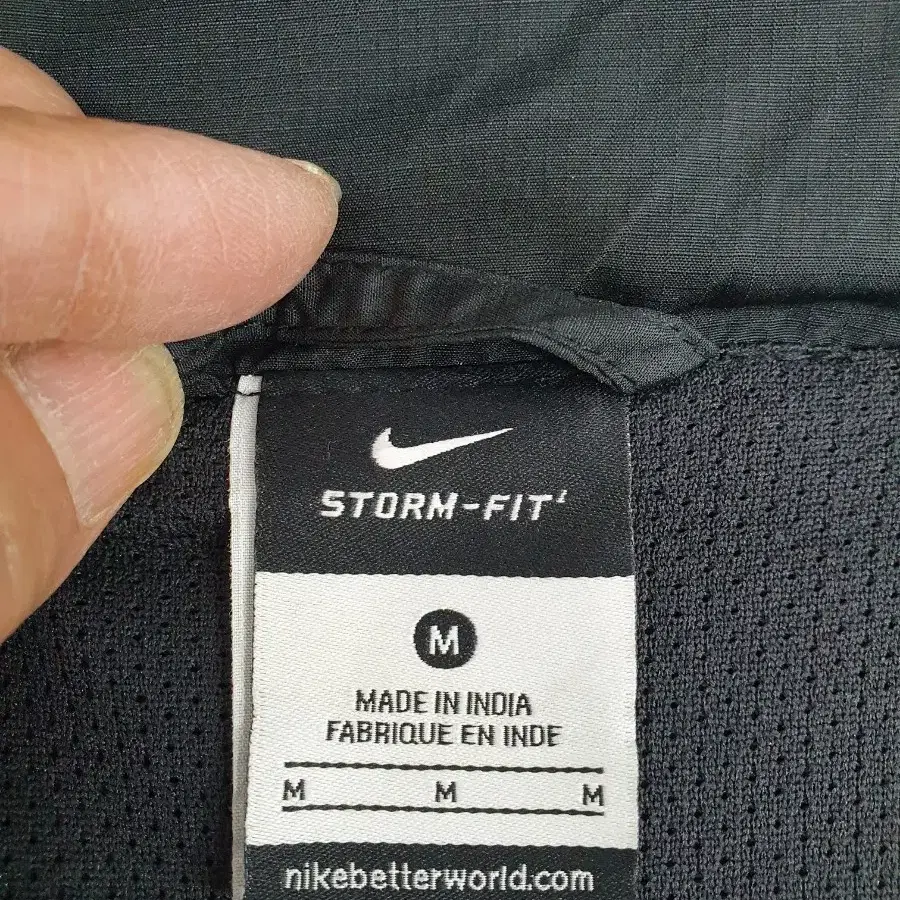 STORM-FIT
M
MADE IN INDIA
FABRIQUE EN INDE
M M M
nikebetterworld.com